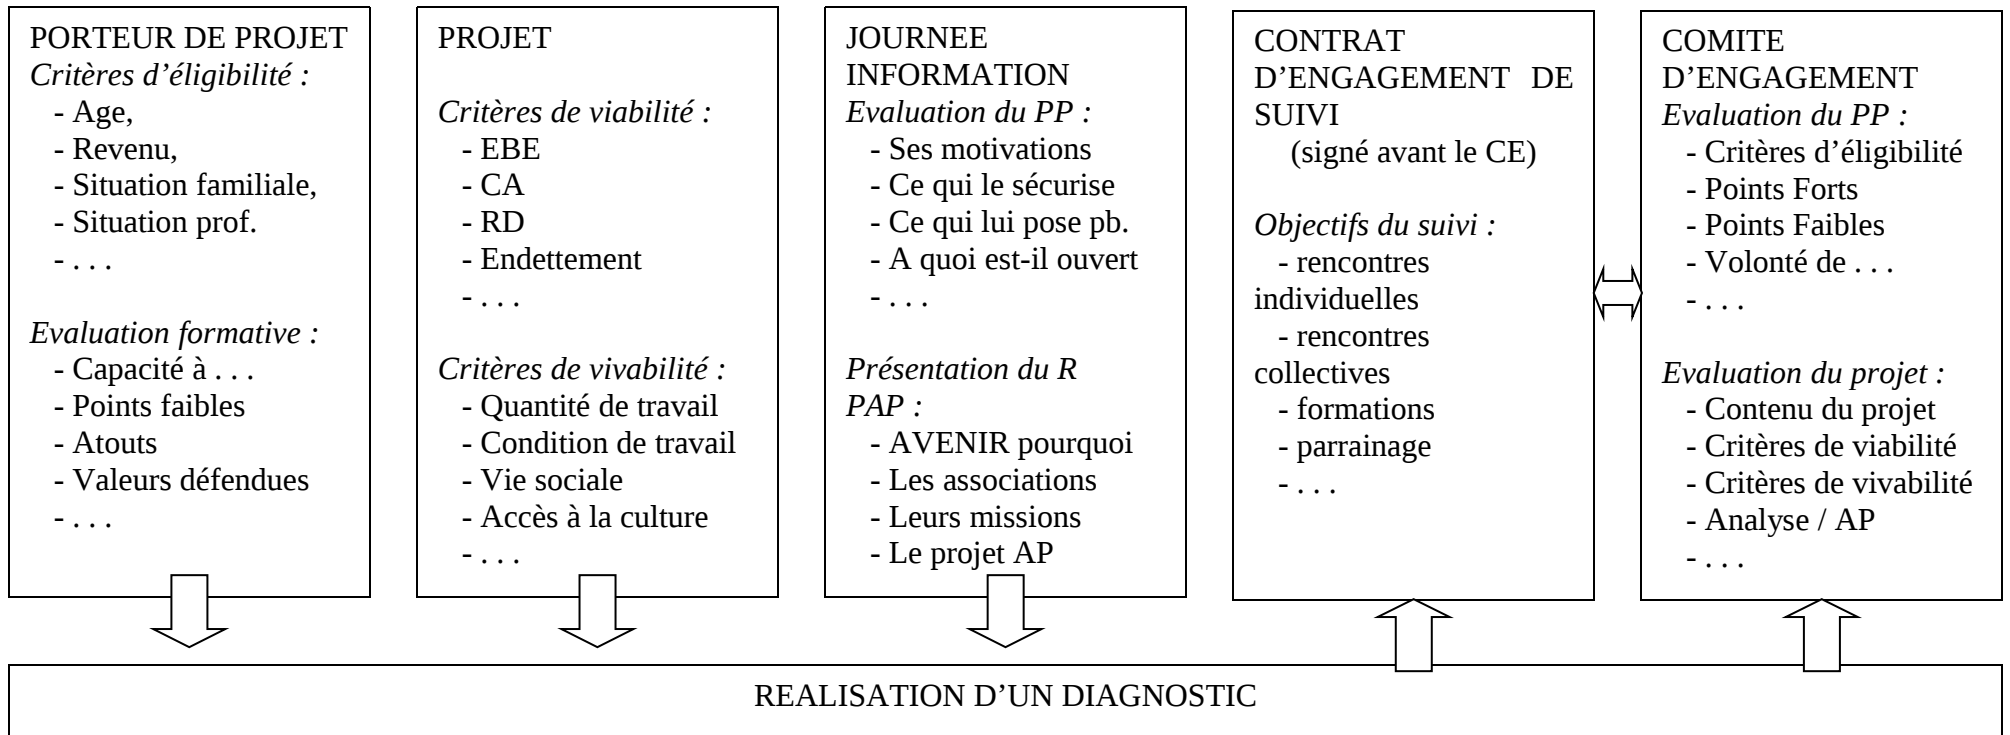 PORTEUR DE PROJET
Critères d’éligibilité :
- Age,
- Revenu,
- Situation familiale,
- Situation prof.
- . . .
Evaluation formative :
- Capacité à . . .
- Points faibles
- Atouts
- Valeurs défendues
- . . .
PROJET
Critères de viabilité :
- EBE
- CA
- RD
- Endettement
- . . .
Critères de vivabilité :
- Quantité de travail
- Condition de travail
- Vie sociale
- Accès à la culture
- . . .
JOURNEE
INFORMATION
Evaluation du PP :
- Ses motivations
- Ce qui le sécurise
- Ce qui lui pose pb.
- A quoi est-il ouvert
- . . .
Présentation du R
PAP :
- AVENIR pourquoi
- Les associations
- Leurs missions
- Le projet AP
CONTRAT
D’ENGAGEMENT DE
SUIVI
(signé avant le CE)
Objectifs du suivi :
- rencontres
individuelles
- rencontres
collectives
- formations
- parrainage
- . . .
COMITE
D’ENGAGEMENT
Evaluation du PP :
- Critères d’éligibilité
- Points Forts
- Points Faibles
- Volonté de . . .
- . . .
Evaluation du projet :
- Contenu du projet
- Critères de viabilité
- Critères de vivabilité
- Analyse / AP
- . . .
REALISATION D’UN DIAGNOSTIC